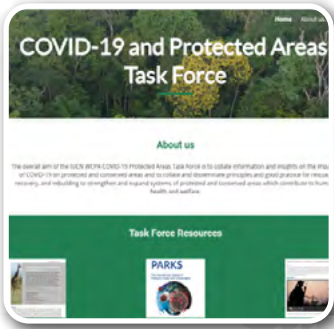 Home About us
COVID-19 and Protected Areas
Task Force
About us
The overall aim of the IUCN WCPA COVID-19 Protected Areas Task Force is to collate information and insights on the
of COVID-19 on protected and conserved areas and to collate and disseminate principles and good practice for
recovery, and rebuilding to strengthen and expand systems of protected and conserved areas which contribute to
health and welfare.
Task Force Resources
PARKS